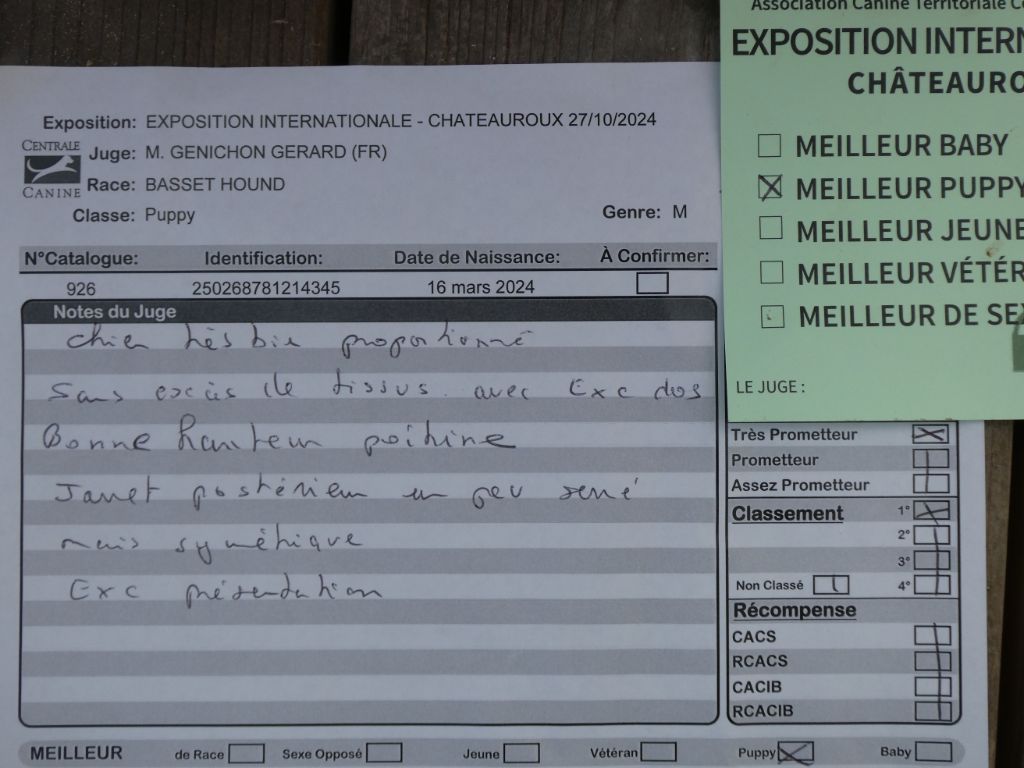 Exposition: EXPOSITION INTERNATIONALE - CHATEAUROUX 27/10/2024
CENTRALE
CANINE
Juge: M. GENICHON GERARD (FR)
Race: BASSET HOUND
Classe: Puppy
Genre: M
N°Catalogue: Identification: Date de Naissance: À Confirmer:
926 250268781214345 16 mars 2024
Notes du Juge
Chien très bien proportionné
Sans excès de tissus. avec Exc dos
Bonne hauteur poitrine
Jarret postérieur un peu serré
mais symétrique
Exc présentation
Association Canine Territoriale
EXPOSITION INTERN
CHÂTEAURO
MEILLEUR BABY
MEILLEUR PUPPY
MEILLEUR JEUNE
MEILLEUR VÉTÉR
MEILLEUR DE SE
LE JUGE :
Très Prometteur
Prometteur
Assez Prometteur
Classement 1°
2°
3°
Non Classé 4°
Récompense
CACS
RCACS
CACIB
RCACIB
MEILLEUR de Race Sexe Opposé Jeune Vétéran Puppy Baby